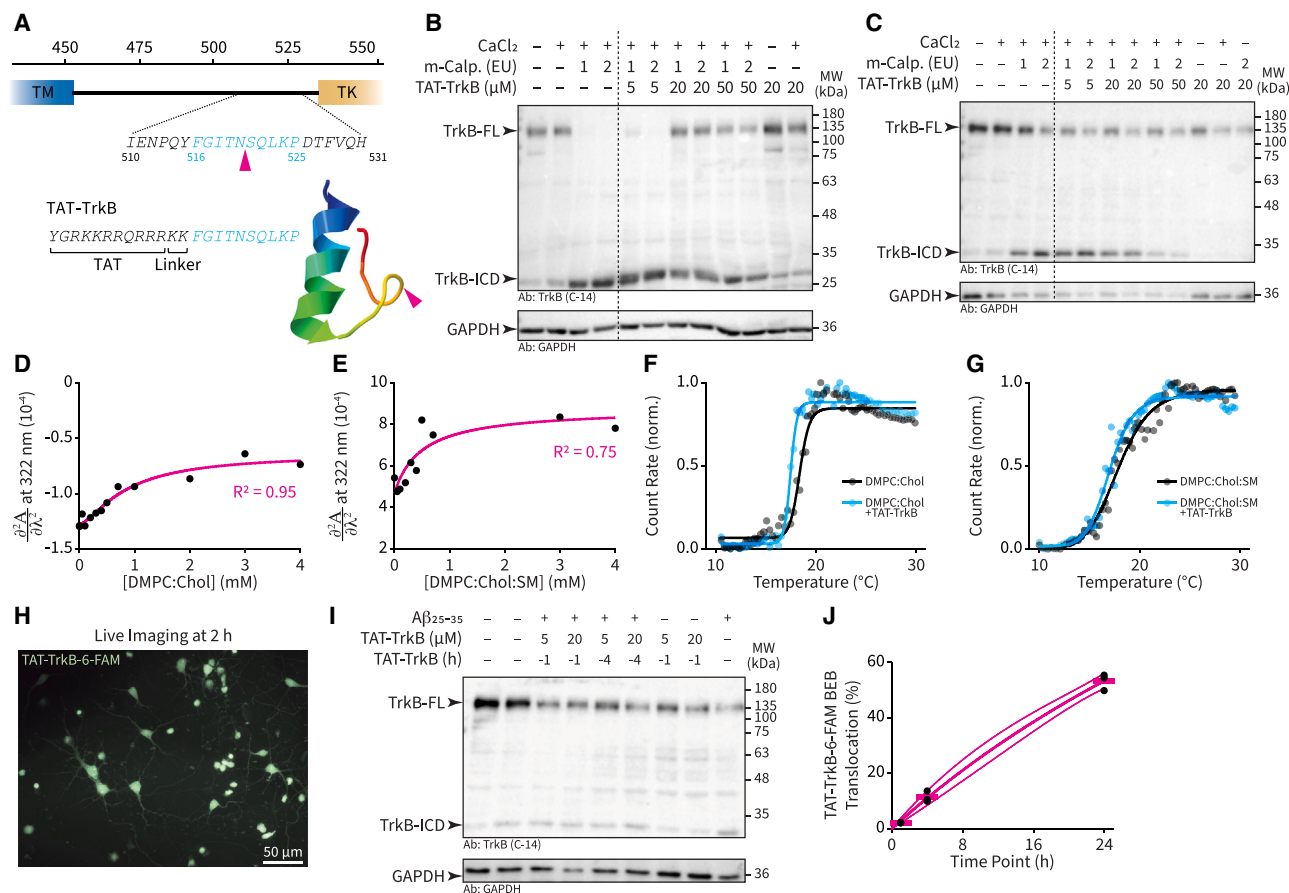 A
450 475 500 525 550
TM TK
IENPQYFGITNSQLKPDTFVQH
510 516 525 531
TAT-TrkB
YGRKKRRQRRRKKFGITNSQLKP
TAT Linker
B
CaCl₂ – + + + + + + + + + – +
m-Calp. (EU) – – 1 2 1 2 1 2 1 2 – –
TAT-TrkB (µM) – – – – 5 5 20 20 50 50 20 20
MW
(kDa)
TrkB-FL
180
135
100
75
63
48
35
25
TrkB-ICD
Ab: TrkB (C-14)
GAPDH
36
Ab: GAPDH
C
CaCl₂ – + + + + + + + + + – + +
m-Calp. (EU) – – 1 2 1 2 1 2 1 2 – – 2
TAT-TrkB (µM) – – – – 5 5 20 20 50 50 20 20 20
MW
(kDa)
TrkB-FL
180
135
100
75
63
48
35
TrkB-ICD
Ab: TrkB (C-14)
GAPDH
36
Ab: GAPDH
D
∂²A/∂λ² at 322 nm (10⁻⁴)
0
-0.5
-1.0
-1.5
R² = 0.95
0 1 2 3 4
[DMPC:Chol] (mM)
E
∂²A/∂λ² at 322 nm (10⁻⁴)
10
8
6
4
2
R² = 0.75
0 1 2 3 4
[DMPC:Chol:SM] (mM)
F
Count Rate (norm.)
1.0
0.5
0.0
DMPC:Chol
DMPC:Chol
+TAT-TrkB
10 20 30
Temperature (°C)
G
Count Rate (norm.)
1.0
0.5
0.0
DMPC:Chol:SM
DMPC:Chol:SM
+TAT-TrkB
10 20 30
Temperature (°C)
H
Live Imaging at 2 h
TAT-TrkB-6-FAM
50 µm
I
Aβ₂₅₋₃₅ – – + + + + – – +
TAT-TrkB (µM) – – 5 20 5 20 5 20 –
TAT-TrkB (h) – – -1 -1 -4 -4 -1 -1 –
MW
(kDa)
TrkB-FL
180
135
100
75
63
48
35
25
TrkB-ICD
Ab: TrkB (C-14)
GAPDH
36
Ab: GAPDH
J
TAT-TrkB-6-FAM BEB
Translocation (%)
60
40
20
0
0 8 16 24
Time Point (h)